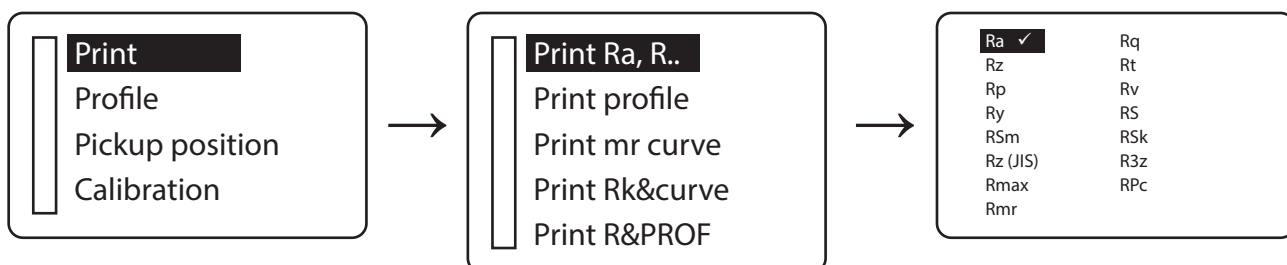 Print
Profile
Pickup position
Calibration
Print Ra, R..
Print profile
Print mr curve
Print Rk&curve
Print R&PROF
Ra ✓ Rq
Rz Rt
Rp Rv
Ry RS
RSm RSk
Rz (JIS) R3z
Rmax RPc
Rmr